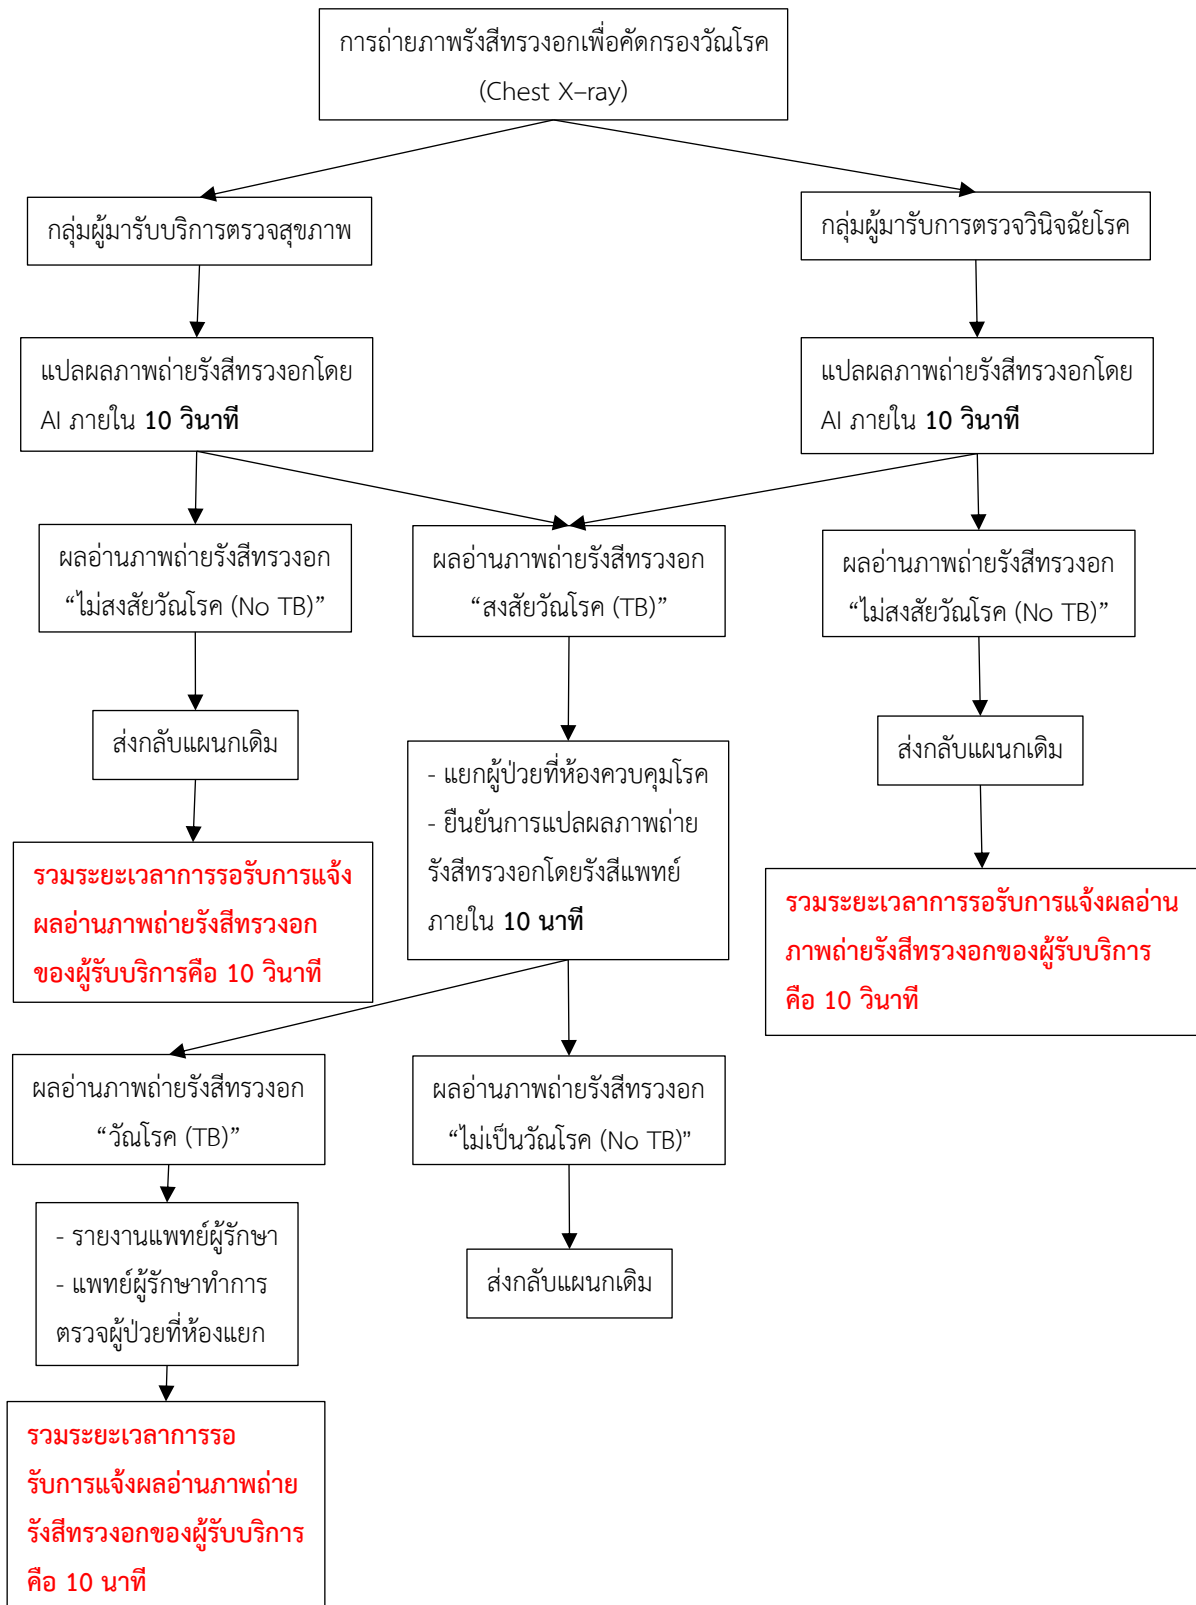 การถ่ายภาพรังสีทรวงอกเพื่อคัดกรองวัณโรค
(Chest X–ray)
กลุ่มผู้มารับบริการตรวจสุขภาพ
กลุ่มผู้มารับการตรวจวินิจฉัยโรค
แปลผลภาพถ่ายรังสีทรวงอกโดย
AI ภายใน 10 วินาที
แปลผลภาพถ่ายรังสีทรวงอกโดย
AI ภายใน 10 วินาที
ผลอ่านภาพถ่ายรังสีทรวงอก
“ไม่สงสัยวัณโรค (No TB)”
ผลอ่านภาพถ่ายรังสีทรวงอก
“สงสัยวัณโรค (TB)”
ผลอ่านภาพถ่ายรังสีทรวงอก
“ไม่สงสัยวัณโรค (No TB)”
ส่งกลับแผนกเดิม
- แยกผู้ป่วยที่ห้องควบคุมโรค
- ยืนยันการแปลผลภาพถ่าย
รังสีทรวงอกโดยรังสีแพทย์
ภายใน 10 นาที
ส่งกลับแผนกเดิม
รวมระยะเวลาการรอรับการแจ้ง
ผลอ่านภาพถ่ายรังสีทรวงอก
ของผู้รับบริการคือ 10 วินาที
รวมระยะเวลาการรอรับการแจ้งผลอ่าน
ภาพถ่ายรังสีทรวงอกของผู้รับบริการ
คือ 10 วินาที
ผลอ่านภาพถ่ายรังสีทรวงอก
“วัณโรค (TB)”
ผลอ่านภาพถ่ายรังสีทรวงอก
“ไม่เป็นวัณโรค (No TB)”
- รายงานแพทย์ผู้รักษา
- แพทย์ผู้รักษาทำการ
ตรวจผู้ป่วยที่ห้องแยก
ส่งกลับแผนกเดิม
รวมระยะเวลาการรอ
รับการแจ้งผลอ่านภาพถ่าย
รังสีทรวงอกของผู้รับบริการ
คือ 10 นาที